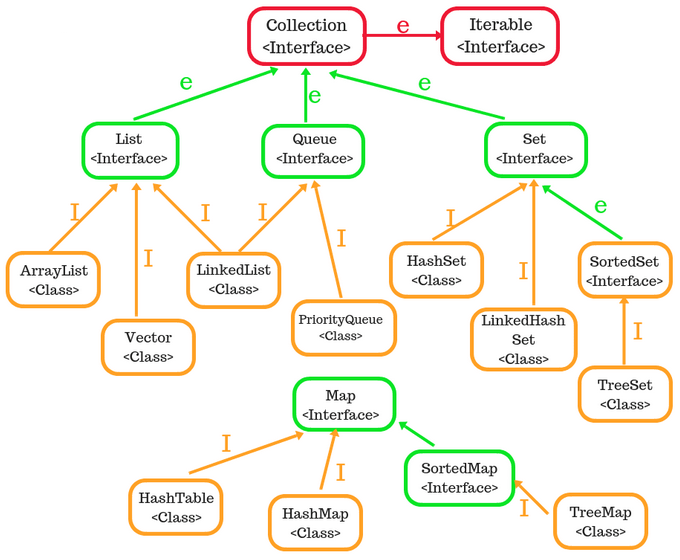 Collection
<Interface>
e
Iterable
<Interface>
e
e
e
List
<Interface>
Queue
<Interface>
Set
<Interface>
I
I
I
I
I
I
I
e
ArrayList
<Class>
LinkedList
<Class>
HashSet
<Class>
SortedSet
<Interface>
Vector
<Class>
PriorityQueue
<Class>
LinkedHash
Set
<Class>
I
TreeSet
<Class>
Map
<Interface>
I
I
SortedMap
<Interface>
HashTable
<Class>
HashMap
<Class>
I
TreeMap
<Class>